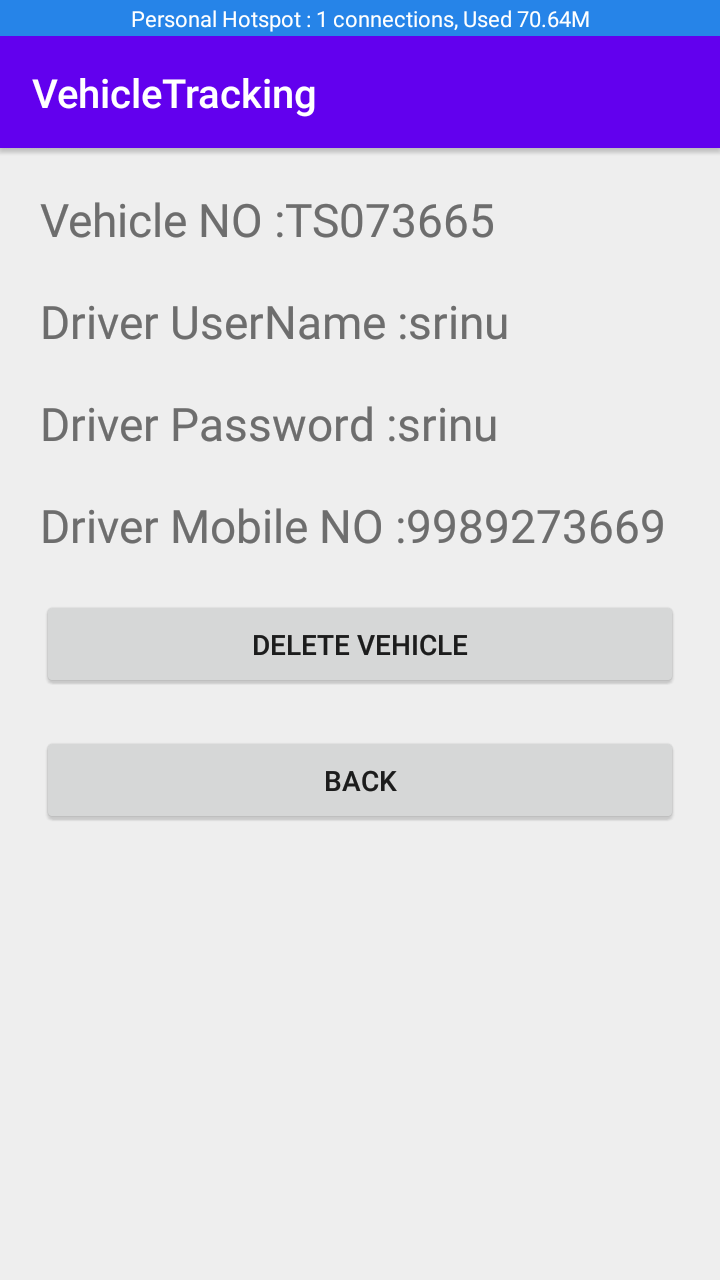 Personal Hotspot : 1 connections, Used 70.64M
VehicleTracking
Vehicle NO :TS073665
Driver UserName :srinu
Driver Password :srinu
Driver Mobile NO :9989273669
DELETE VEHICLE
BACK